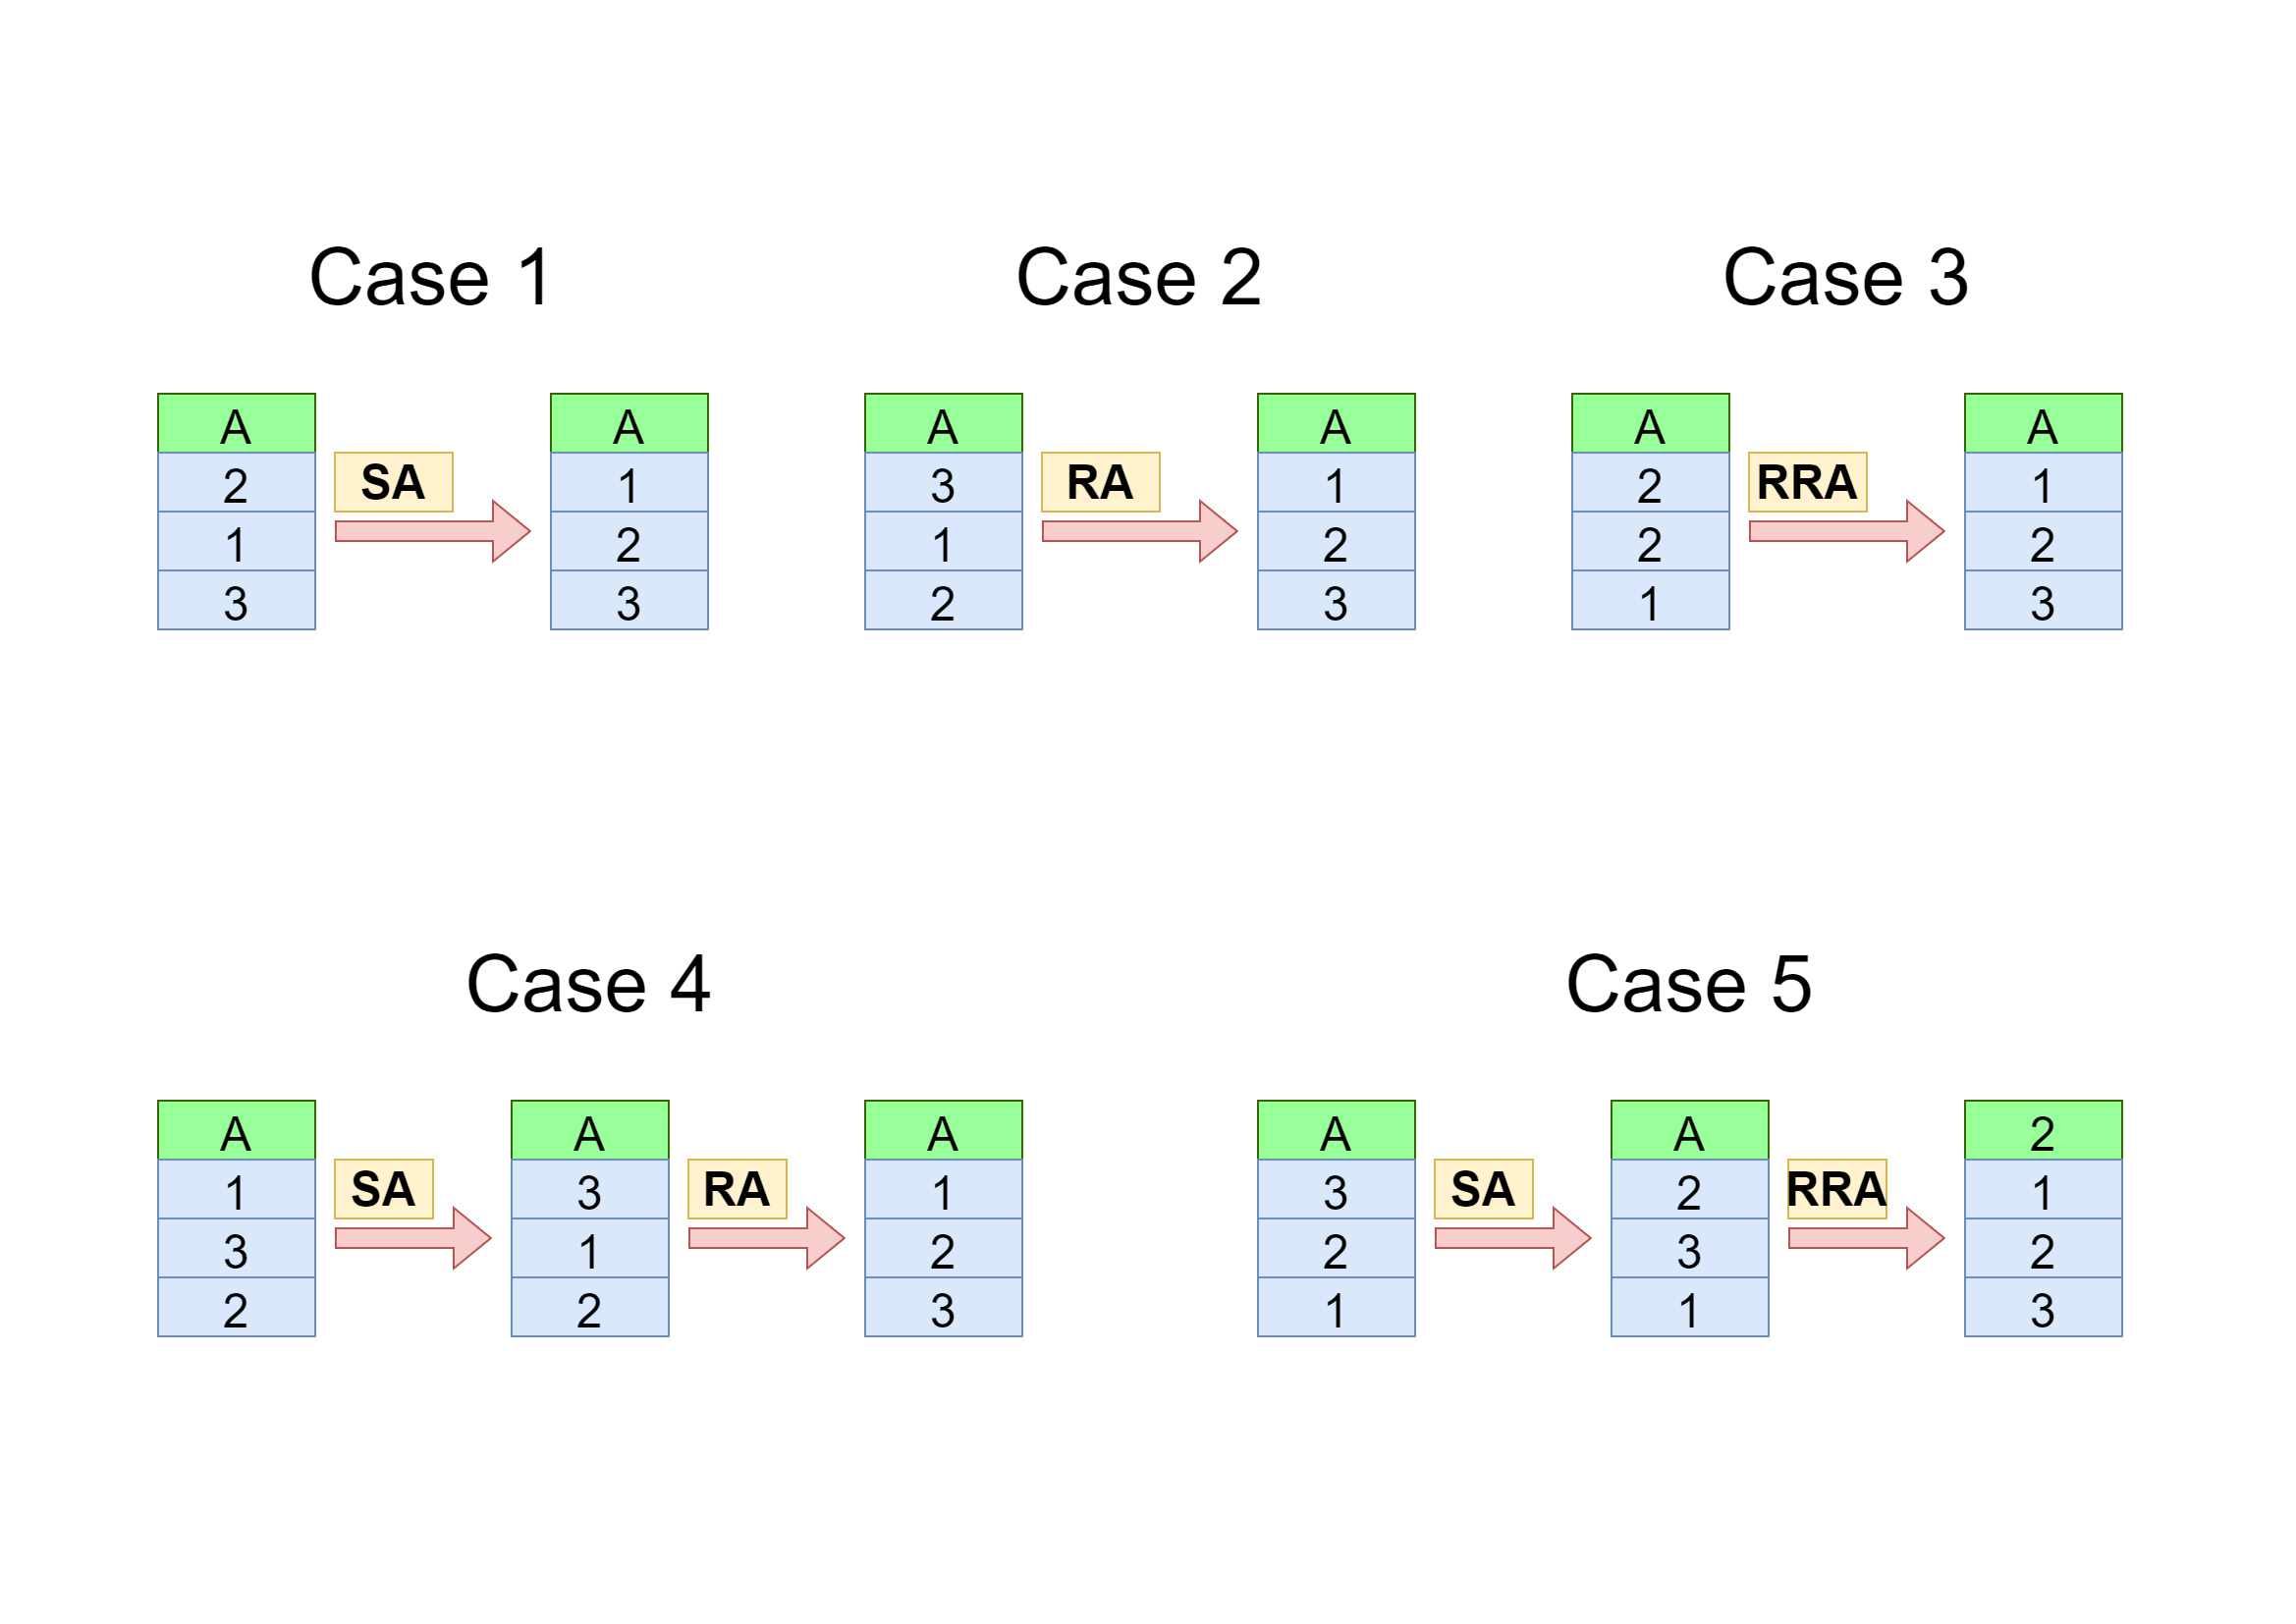 Case 1 Case 2 Case 3
A A A A A A
2 SA 1 3 RA 1 2 RRA 1
1 2 1 2 2 2
3 3 2 3 1 3
Case 4 Case 5
A A A A A 2
1 SA 3 RA 1 3 SA 2 RRA 1
3 1 2 2 3 2
2 2 3 1 1 3